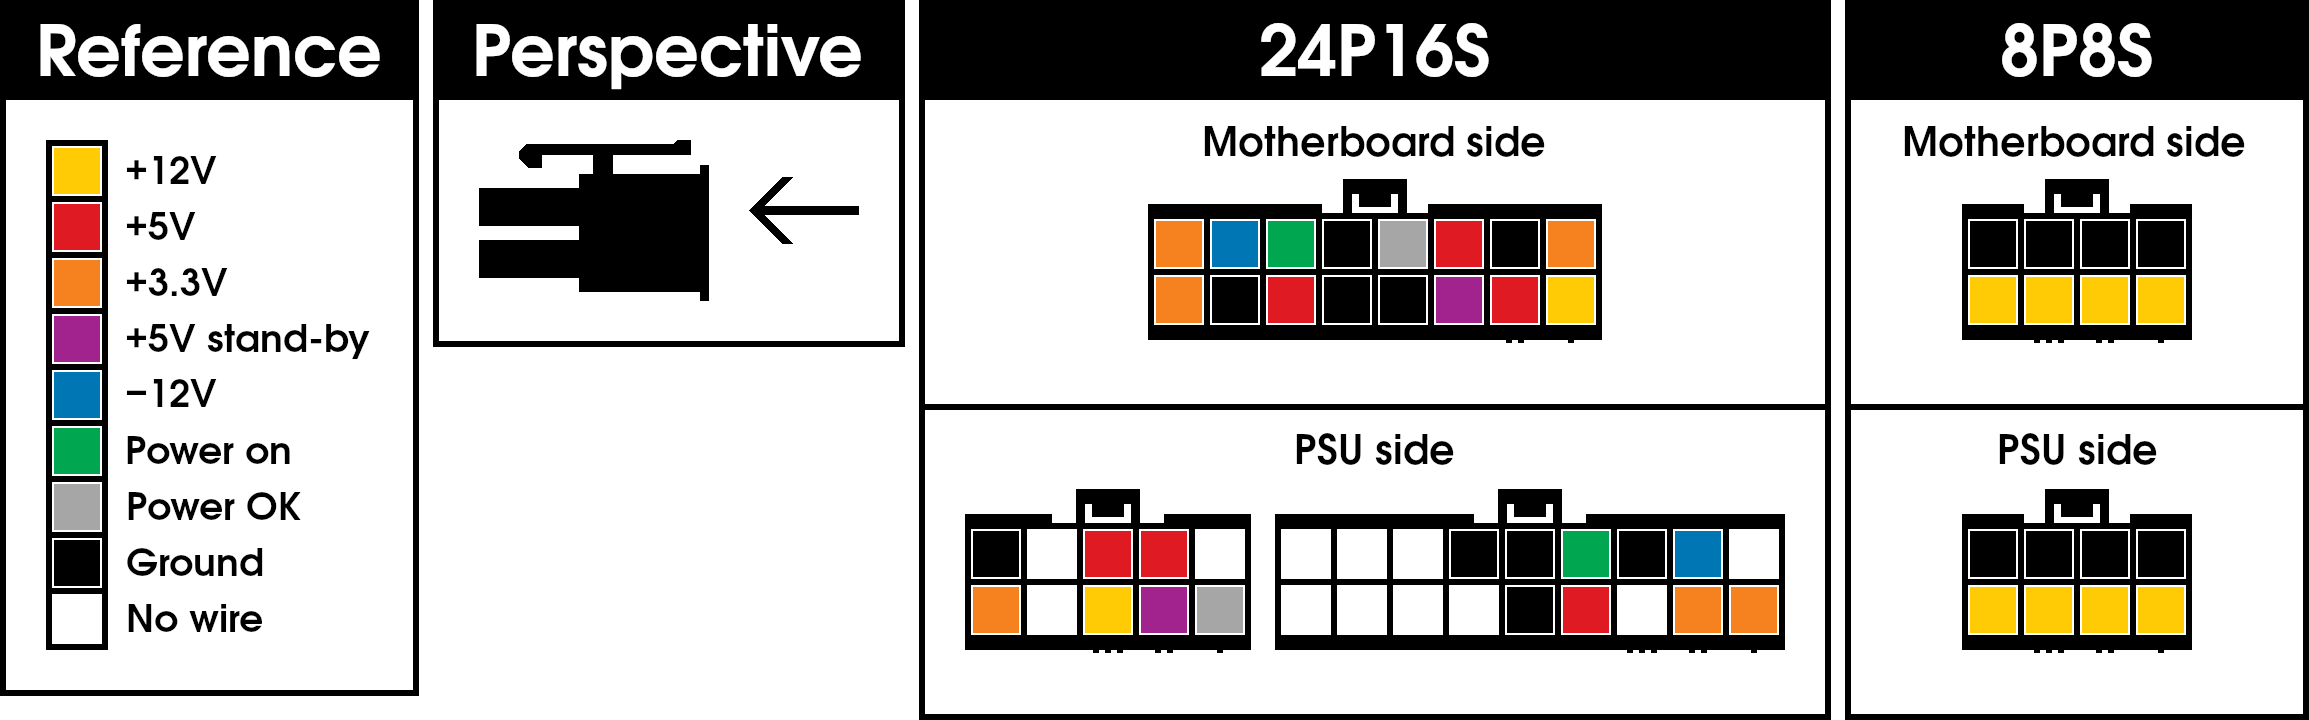 Reference
+12V
+5V
+3.3V
+5V stand-by
−12V
Power on
Power OK
Ground
No wire
Perspective
24P16S
Motherboard side
PSU side
8P8S
Motherboard side
PSU side